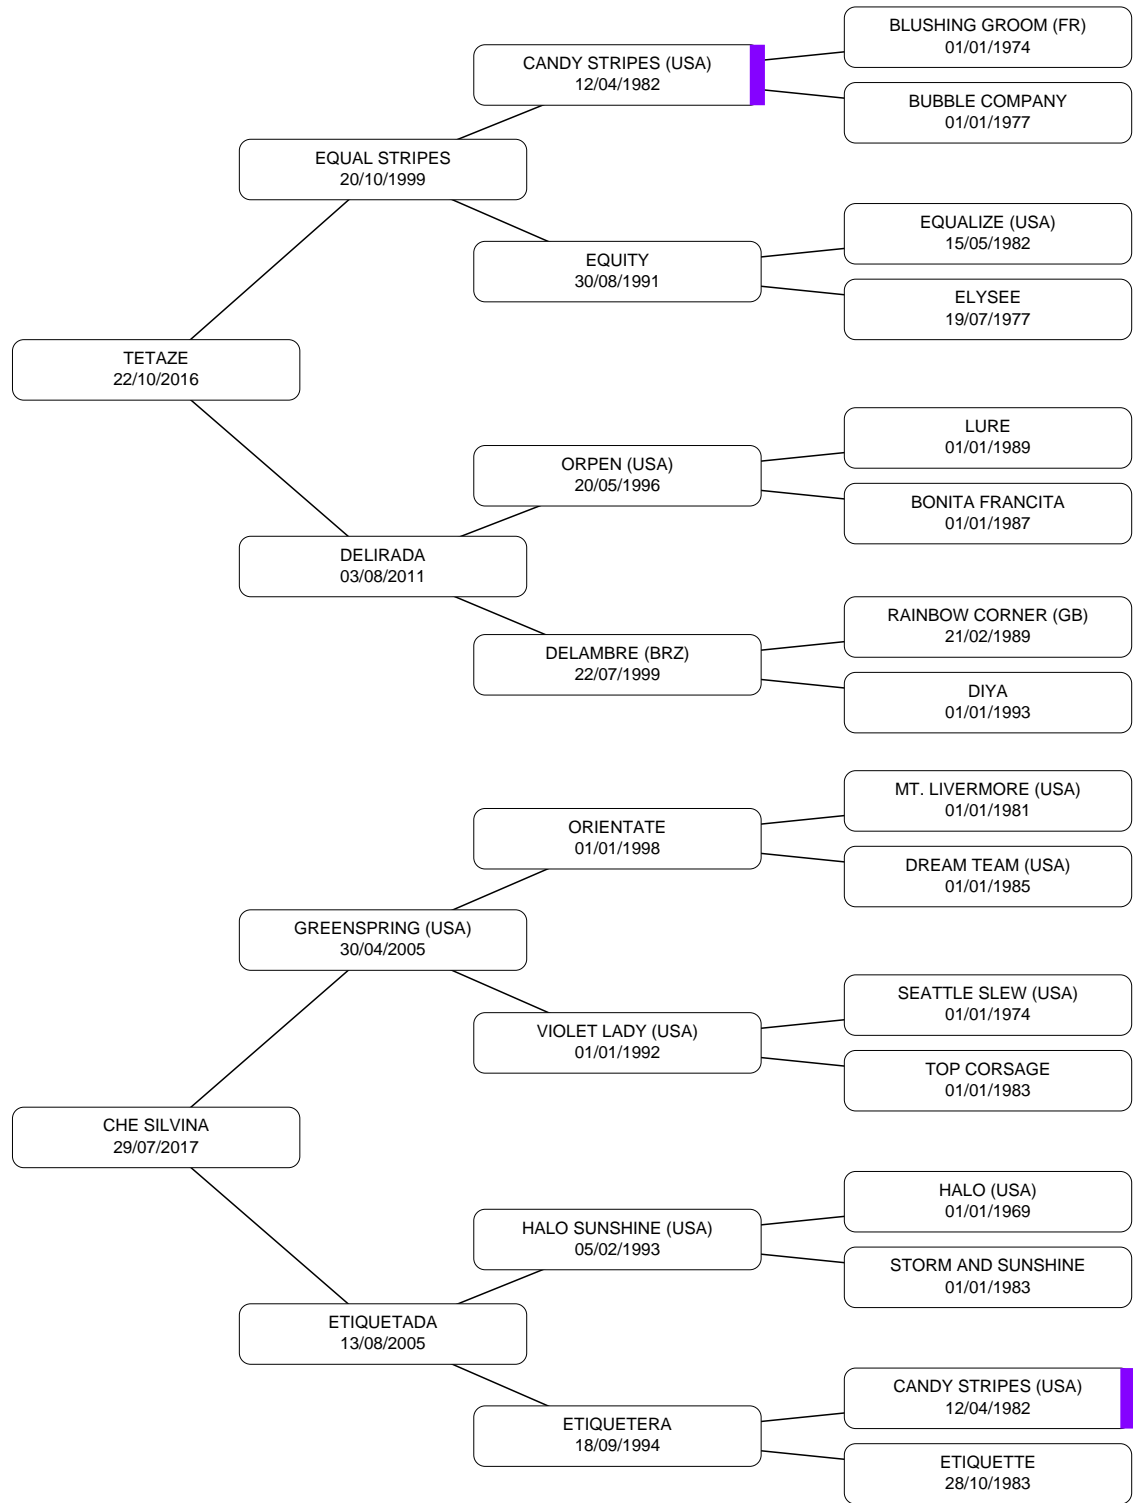 BLUSHING GROOM (FR)
01/01/1974
CANDY STRIPES (USA)
12/04/1982
BUBBLE COMPANY
01/01/1977
EQUAL STRIPES
20/10/1999
EQUALIZE (USA)
15/05/1982
EQUITY
30/08/1991
ELYSEE
19/07/1977
TETAZE
22/10/2016
LURE
01/01/1989
ORPEN (USA)
20/05/1996
BONITA FRANCITA
01/01/1987
DELIRADA
03/08/2011
RAINBOW CORNER (GB)
21/02/1989
DELAMBRE (BRZ)
22/07/1999
DIYA
01/01/1993
MT. LIVERMORE (USA)
01/01/1981
ORIENTATE
01/01/1998
DREAM TEAM (USA)
01/01/1985
GREENSPRING (USA)
30/04/2005
SEATTLE SLEW (USA)
01/01/1974
VIOLET LADY (USA)
01/01/1992
TOP CORSAGE
01/01/1983
CHE SILVINA
29/07/2017
HALO (USA)
01/01/1969
HALO SUNSHINE (USA)
05/02/1993
STORM AND SUNSHINE
01/01/1983
ETIQUETADA
13/08/2005
CANDY STRIPES (USA)
12/04/1982
ETIQUETERA
18/09/1994
ETIQUETTE
28/10/1983